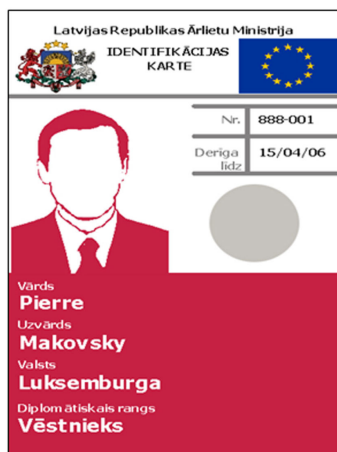 Latvijas Republikas Ārlietu Ministrija
IDENTIFIKĀCIJAS
KARTE
Nr. 888-001
Derīga
līdz 15/04/06
Vārds
Pierre
Uzvārds
Makovsky
Valsts
Luksemburga
Diplomātiskais rangs
Vēstnieks